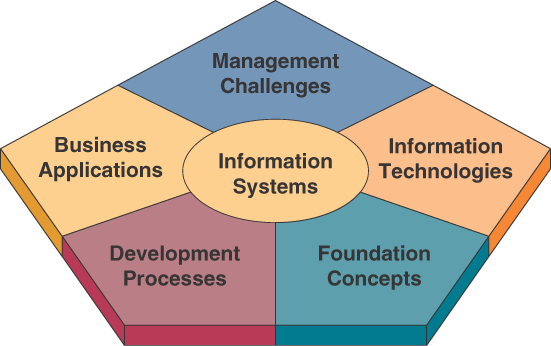 Management
Challenges
Business
Applications
Information
Technologies
Information
Systems
Development
Processes
Foundation
Concepts